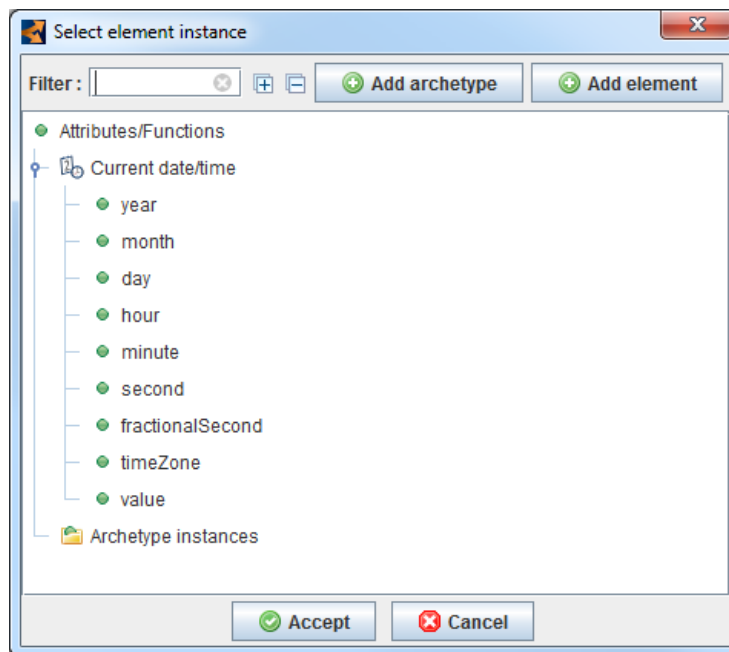 Select element instance
Filter : Add archetype Add element
Attributes/Functions
Current date/time
year
month
day
hour
minute
second
fractionalSecond
timeZone
value
Archetype instances
Accept Cancel